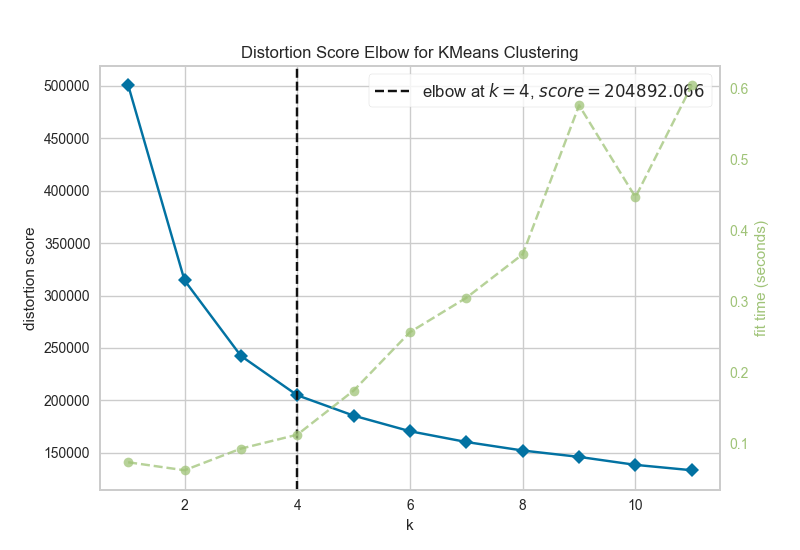 Distortion Score Elbow for KMeans Clustering
elbow at k = 4, score = 204892.066
distortion score
500000
450000
400000
350000
300000
250000
200000
150000
0.6
0.5
0.4
0.3
0.2
0.1
fit time (seconds)
2 4 6 8 10
k